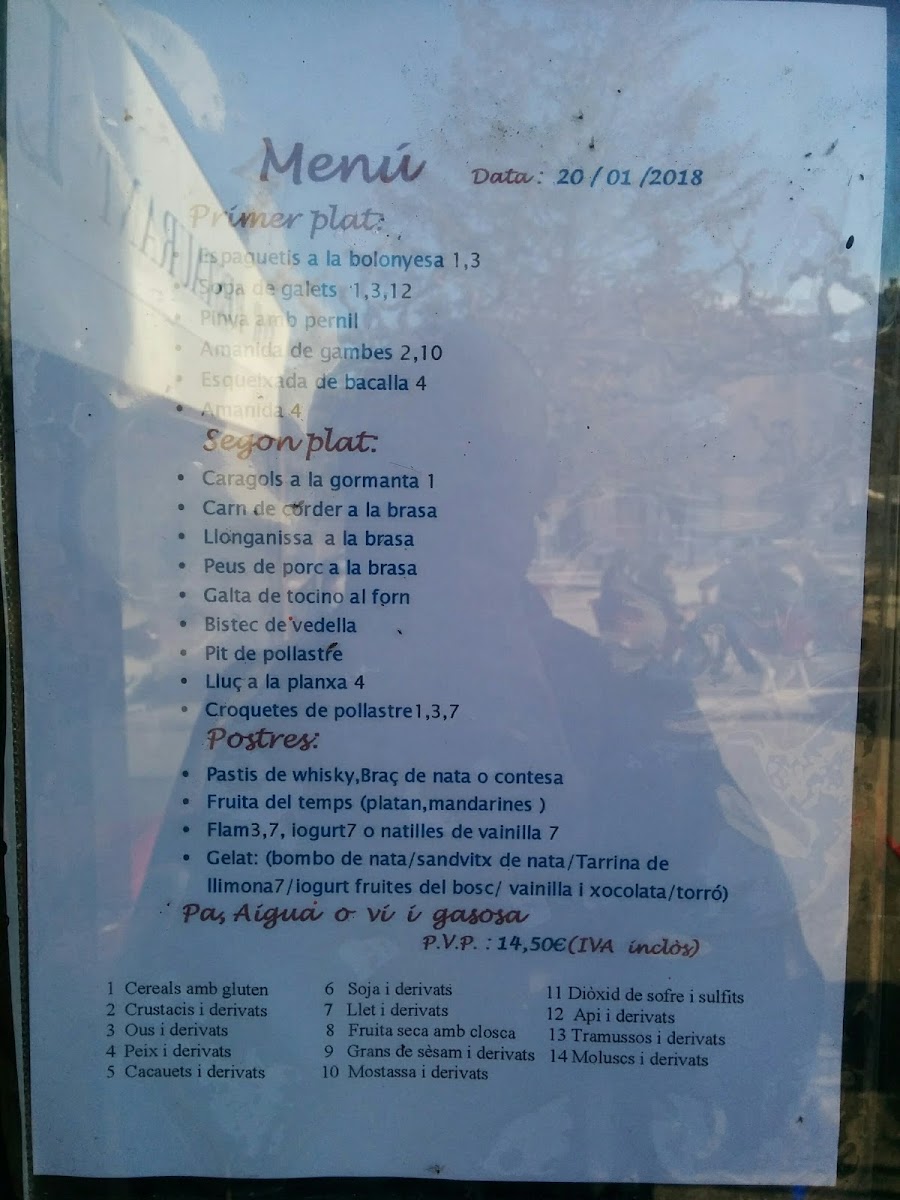 Menú Data: 20 / 01 /2018
Primer plat:
• Espaguetis a la bolonyesa 1,3
• Sopa de galets 1,3,12
• Pinya amb pernil
• Amanida de gambes 2,10
• Esqueixada de bacalla 4
• Amanida 4
Segon plat:
• Caragols a la gormanta 1
• Carn de corder a la brasa
• Llonganissa a la brasa
• Peus de porc a la brasa
• Galta de tocino al forn
• Bistec de vedella
• Pit de pollastre
• Lluç a la planxa 4
• Croquetes de pollastre1,3,7
Postres:
• Pastis de whisky,Braç de nata o contesa
• Fruita del temps (platan,mandarines )
• Flam3,7, iogurt7 o natilles de vainilla 7
• Gelat: (bombo de nata/sandvitx de nata/Tarrina de
llimona7/iogurt fruites del bosc/ vainilla i xocolata/torró)
Pa, Aigua o vi i gasosa
P.V.P. : 14,50€(IVA inclòs)
1 Cereals amb gluten
2 Crustacis i derivats
3 Ous i derivats
4 Peix i derivats
5 Cacauets i derivats
6 Soja i derivats
7 Llet i derivats
8 Fruita seca amb closca
9 Grans de sèsam i derivats
10 Mostassa i derivats
11 Diòxid de sofre i sulfits
12 Api i derivats
13 Tramussos i derivats
14 Moluscs i derivats